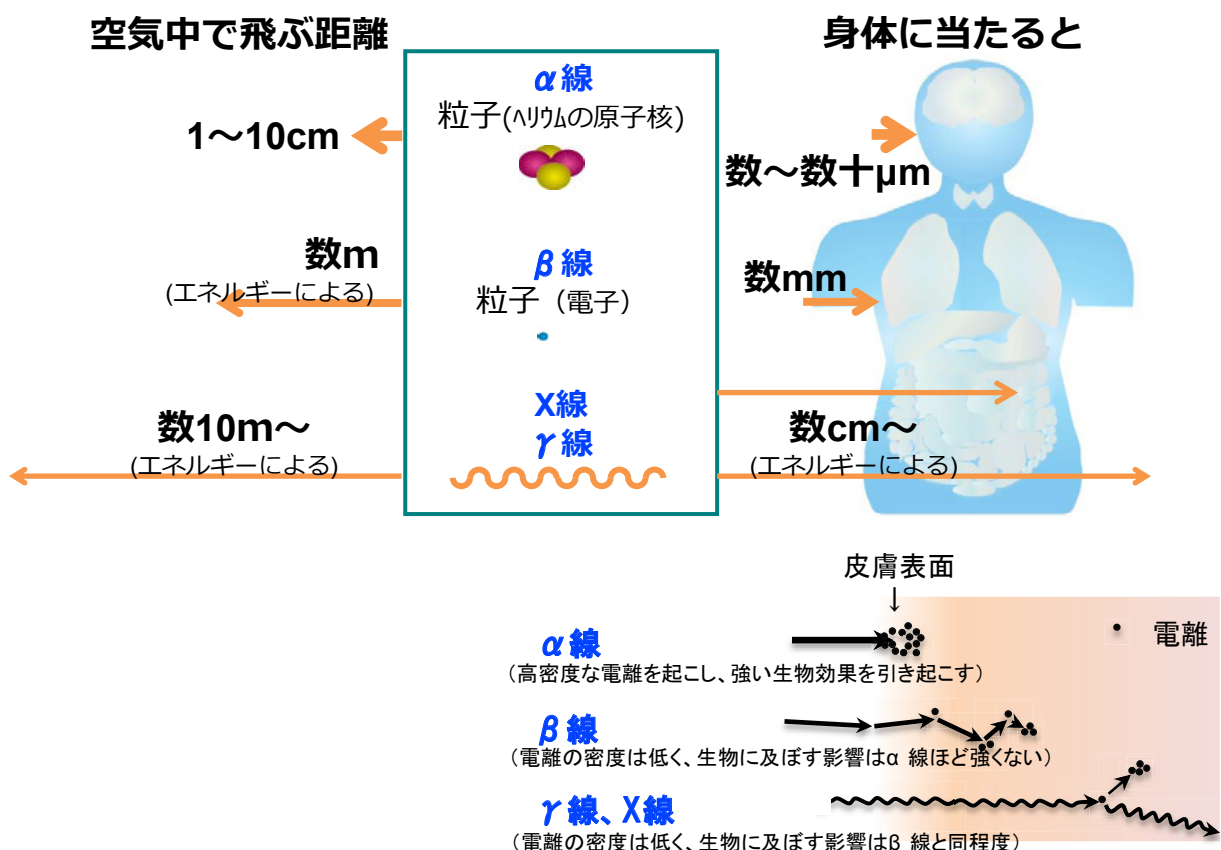 空気中で飛ぶ距離
身体に当たると
α線
粒子(ﾍﾘｳﾑの原子核)
1～10cm
数～数十μm
数m
(エネルギーによる)
β線
粒子（電子）
数mm
X線
γ線
数10m～
(エネルギーによる)
数cm～
(エネルギーによる)
皮膚表面
↓
• 電離
α線
（高密度な電離を起こし、強い生物効果を引き起こす）
β線
（電離の密度は低く、生物に及ぼす影響はα 線ほど強くない）
γ線、X線
（電離の密度は低く、生物に及ぼす影響はβ 線と同程度）